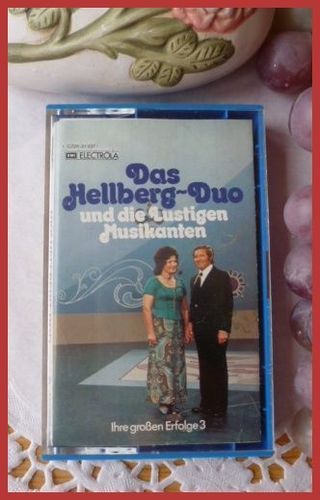 EMI ELECTROLA
Das
Hellberg-Duo
und die Lustigen
Musikanten
Ihre großen Erfolge 3